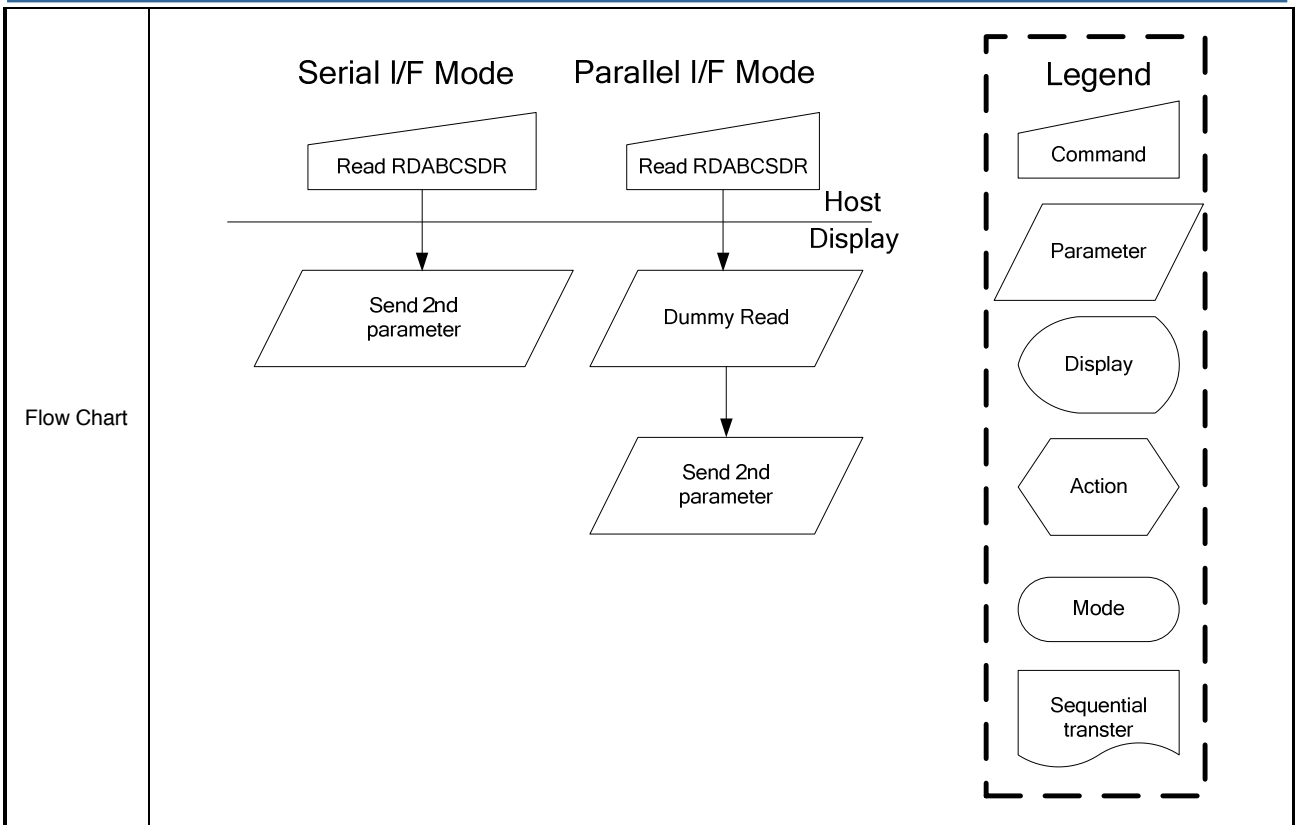 Flow Chart
Serial I/F Mode
Parallel I/F Mode
Read RDABCSDR
Read RDABCSDR
Host
Display
Send 2nd
parameter
Dummy Read
Send 2nd
parameter
Legend
Command
Parameter
Display
Action
Mode
Sequential
transter